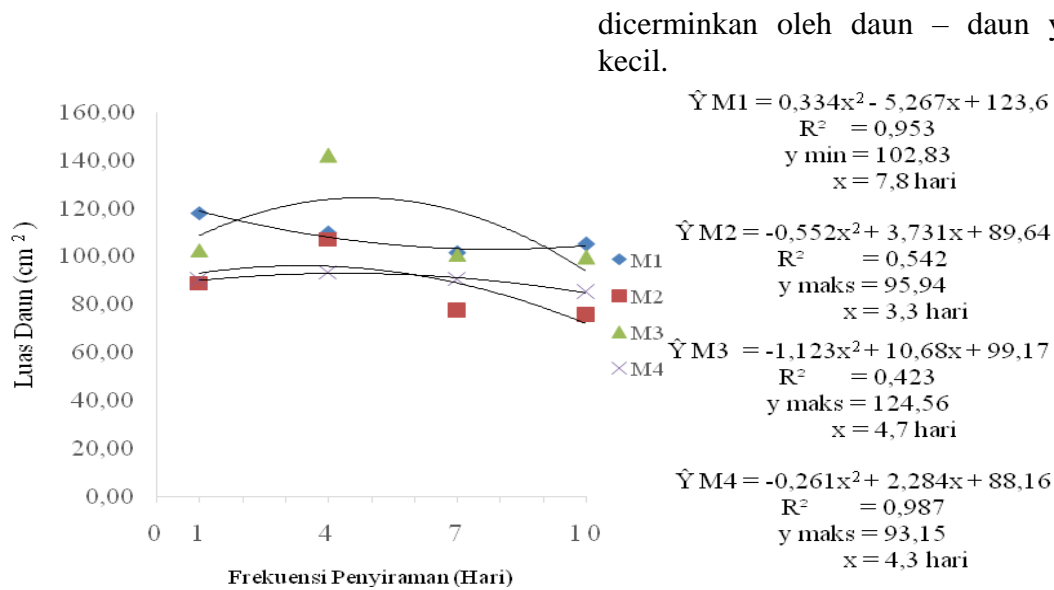 dicerminkan oleh daun – daun
kecil.
160,00
140,00
120,00
100,00
80,00
60,00
40,00
20,00
0,00
Luas Daun (cm ²)
0 1 4 7 10
Frekuensi Penyiraman (Hari)
M1
M2
M3
M4
Ŷ M1 = 0,334x² - 5,267x + 123,6
R² = 0,953
y min = 102,83
x = 7,8 hari
Ŷ M2 = -0,552x² + 3,731x + 89,64
R² = 0,542
y maks = 95,94
x = 3,3 hari
Ŷ M3 = -1,123x² + 10,68x + 99,17
R² = 0,423
y maks = 124,56
x = 4,7 hari
Ŷ M4 = -0,261x² + 2,284x + 88,16
R² = 0,987
y maks = 93,15
x = 4,3 hari